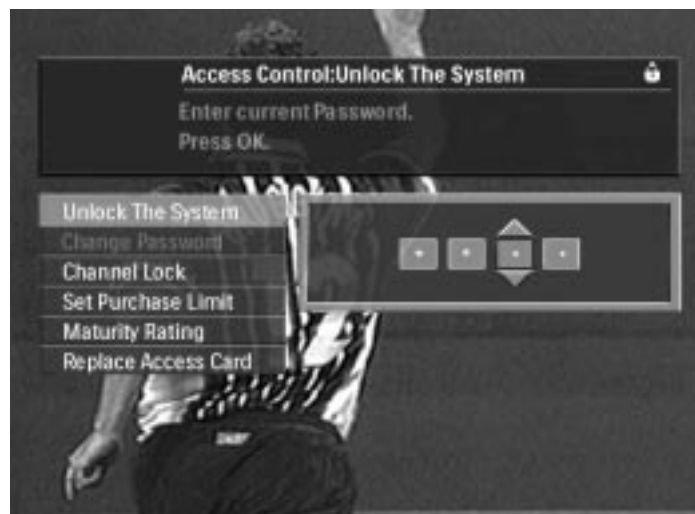 Access Control:Unlock The System
Enter current Password.
Press OK.
Unlock The System
Change Password
Channel Lock
Set Purchase Limit
Maturity Rating
Replace Access Card